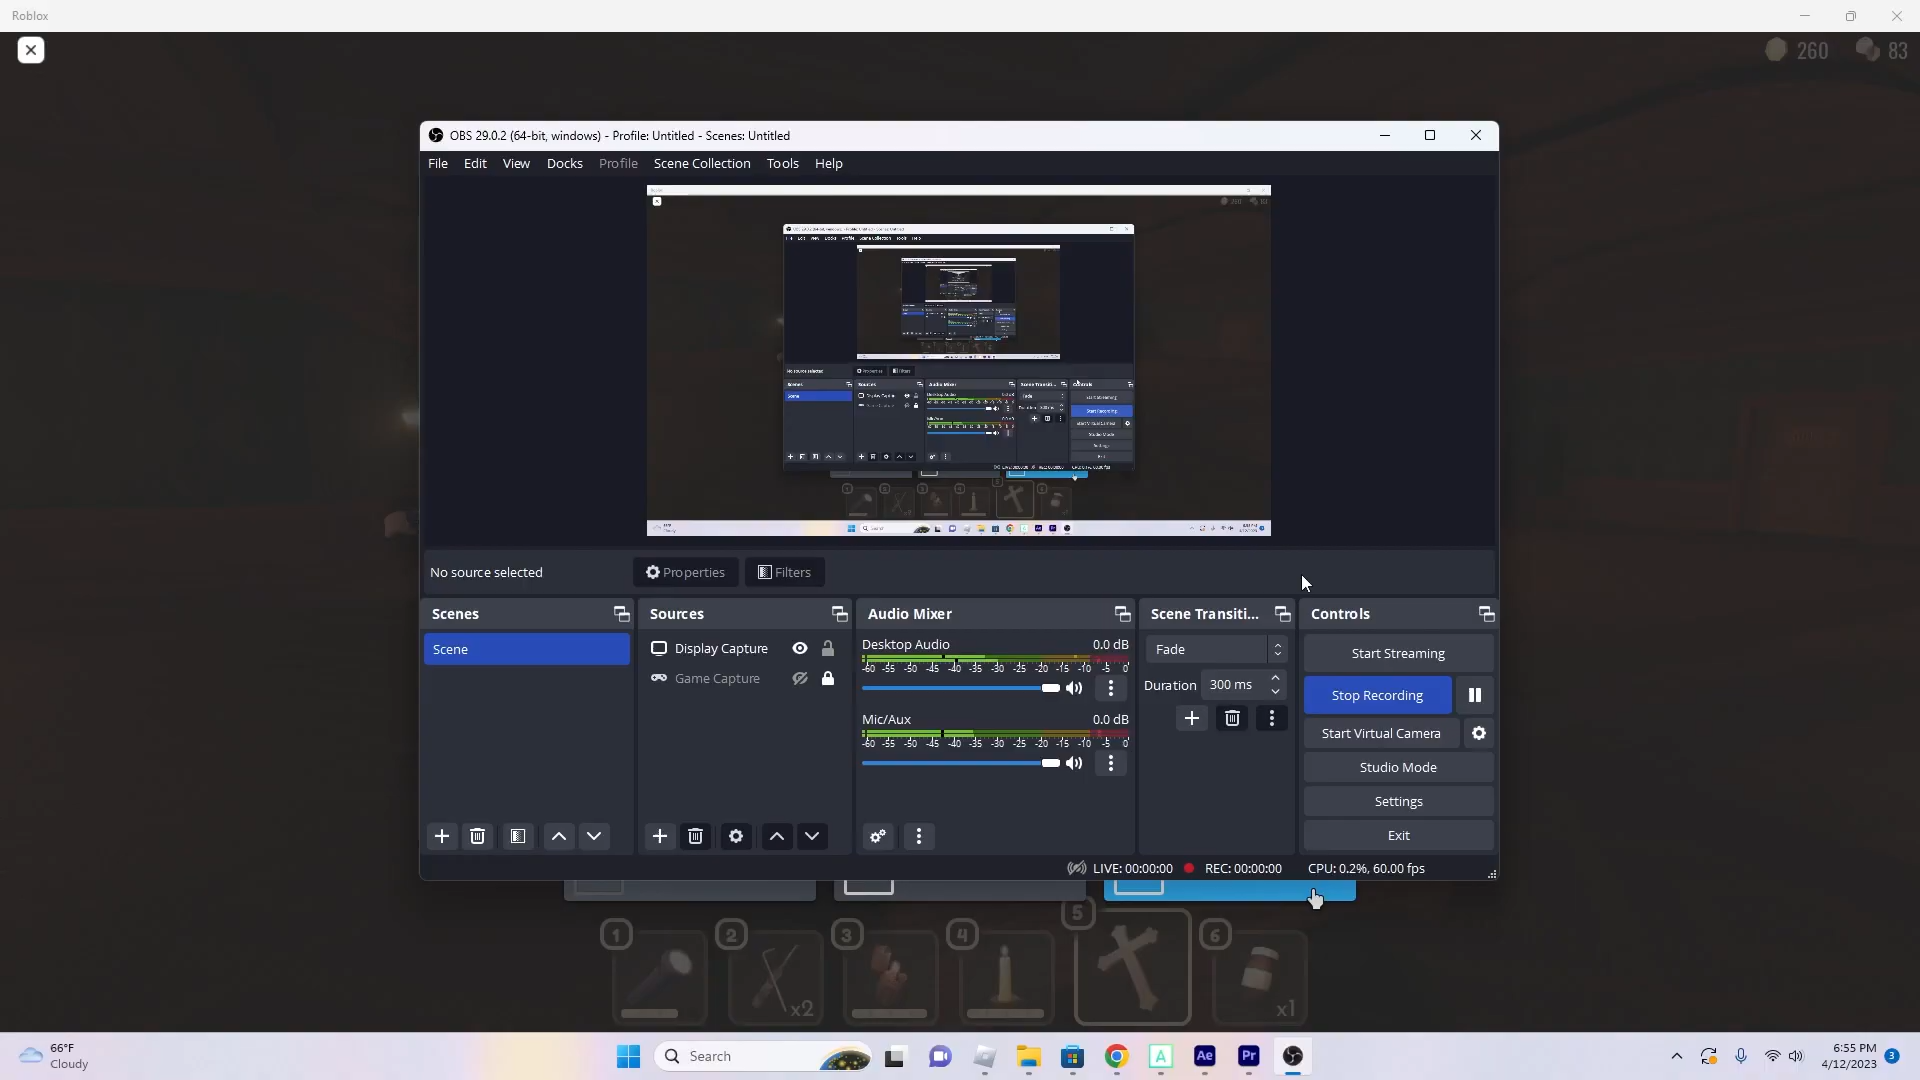 Roblox
260
83
OBS 29.0.2 (64-bit, windows) - Profile: Untitled - Scenes: Untitled
File Edit View Docks Profile Scene Collection Tools Help
No source selected
Properties
Filters
Scenes
Scene
Sources
Display Capture
Game Capture
Audio Mixer
Desktop Audio 0.0 dB
-60 -55 -50 -45 -40 -35 -30 -25 -20 -15 -10 -5 0
Mic/Aux 0.0 dB
-60 -55 -50 -45 -40 -35 -30 -25 -20 -15 -10 -5 0
Scene Transiti...
Fade
Duration 300 ms
Controls
Start Streaming
Stop Recording
Start Virtual Camera
Studio Mode
Settings
Exit
LIVE: 00:00:00 REC: 00:00:00 CPU: 0.2%, 60.00 fps
1 2 3 4 5 6
x2 x1
66°F
Cloudy
Search
A
Ae
Pr
6:55 PM
4/12/2023
3